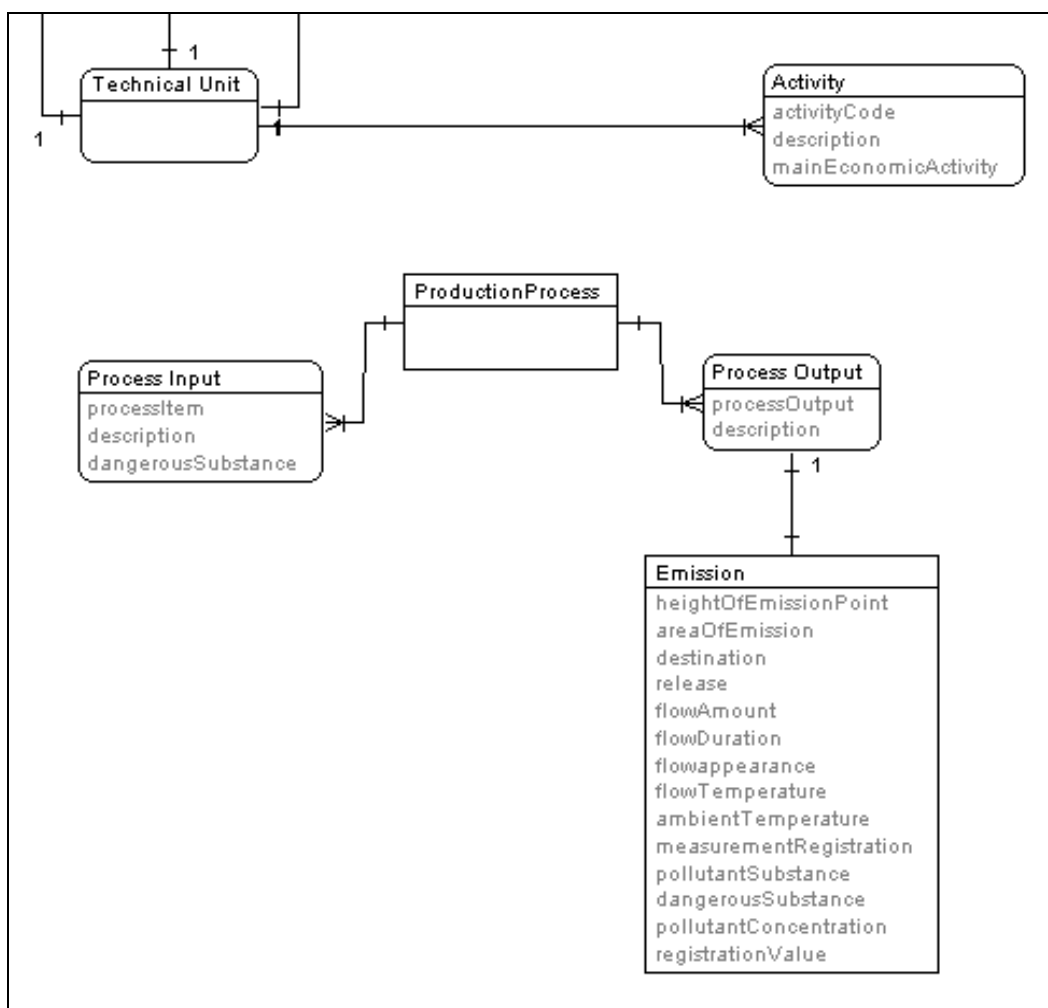 1
Technical Unit
1
1
Activity
activityCode
description
mainEconomicActivity
ProductionProcess
Process Input
processItem
description
dangerousSubstance
Process Output
processOutput
description
1
Emission
heightOfEmissionPoint
areaOfEmission
destination
release
flowAmount
flowDuration
flowappearance
flowTemperature
ambientTemperature
measurementRegistration
pollutantSubstance
dangerousSubstance
pollutantConcentration
registrationValue